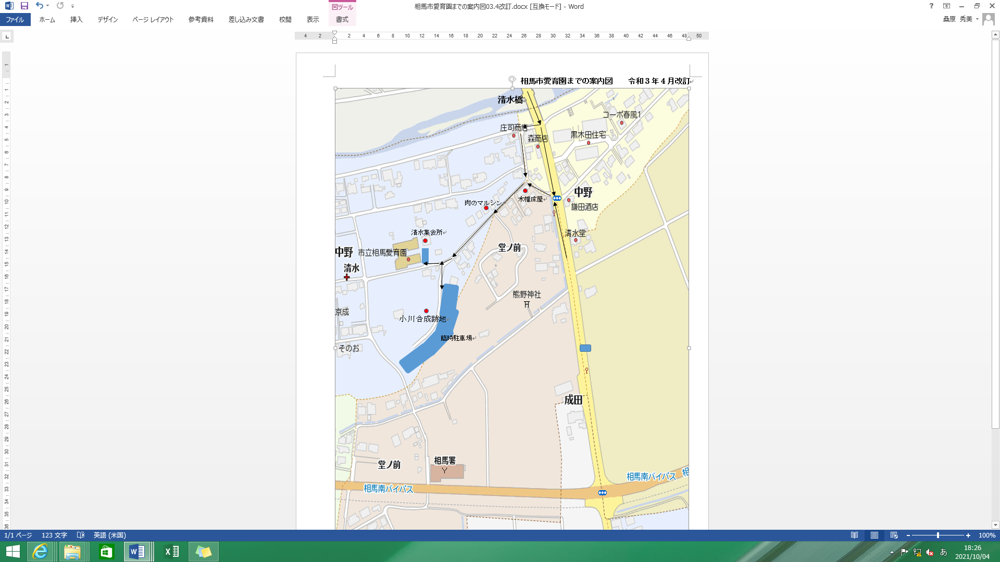 相馬市愛育園までの案内図03.4改訂.docx [互換モード] - Word
図ツール
桑原 秀美
ファイル ホーム 挿入 デザイン ページ レイアウト 参考資料 差し込み文書 校閲 表示 書式
4 2 2 4 6 8 10 12 14 16 18 20 22 24 26 28 30 32 34 36 38 40 42 44 46 48 50
相馬市愛育園までの案内図 令和3年4月改訂
清水橋
コーポ春風1
庄司商店
森商店
黒木田住宅
中野
木幡床屋
肉のマルシン
鎌田酒店
清水集会所
清水堂
堂ノ前
中野
市立相馬愛育園
清水
熊野神社
京成
小川合成跡地
臨時駐車場
そのお
成田
堂ノ前
相馬署
相馬南バイパス
相
相馬南バイパス
1/1 ページ 123 文字 英語 (米国)
100%
あ
18:26
2021/10/04